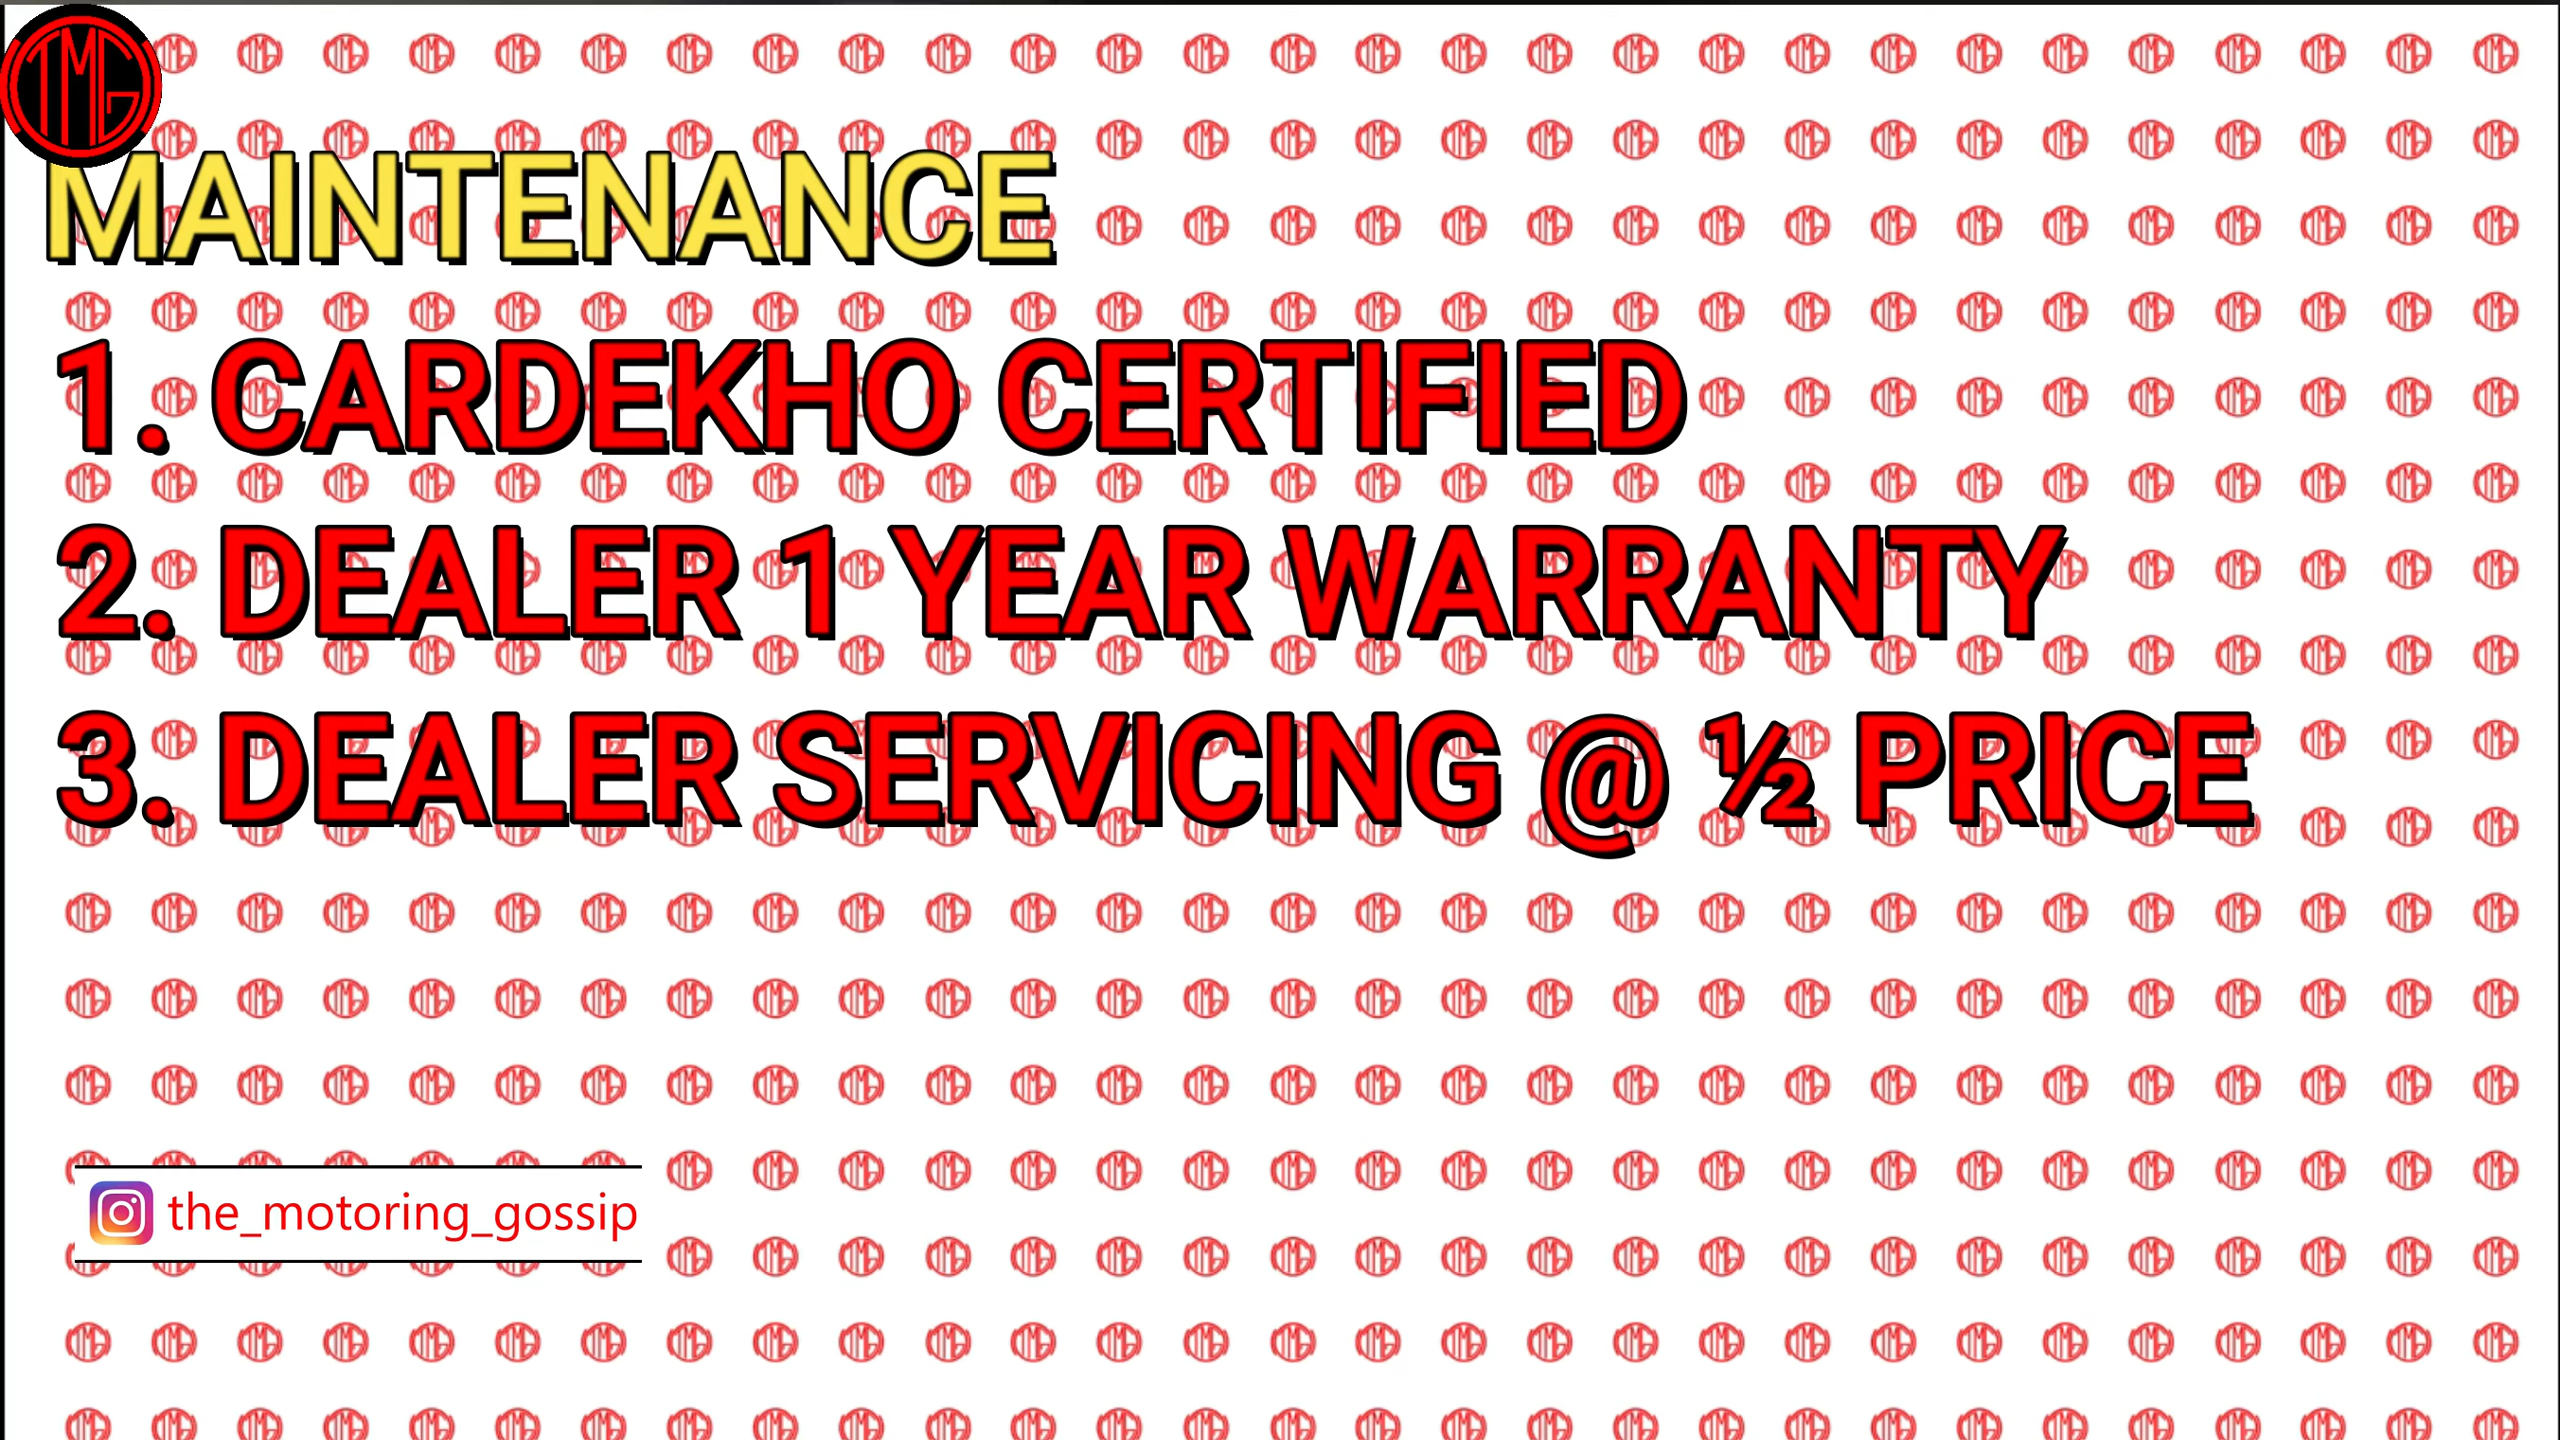 TMG
MAINTENANCE
1. CARDEKHO CERTIFIED
2. DEALER 1 YEAR WARRANTY
3. DEALER SERVICING @ ½ PRICE
the_motoring_gossip